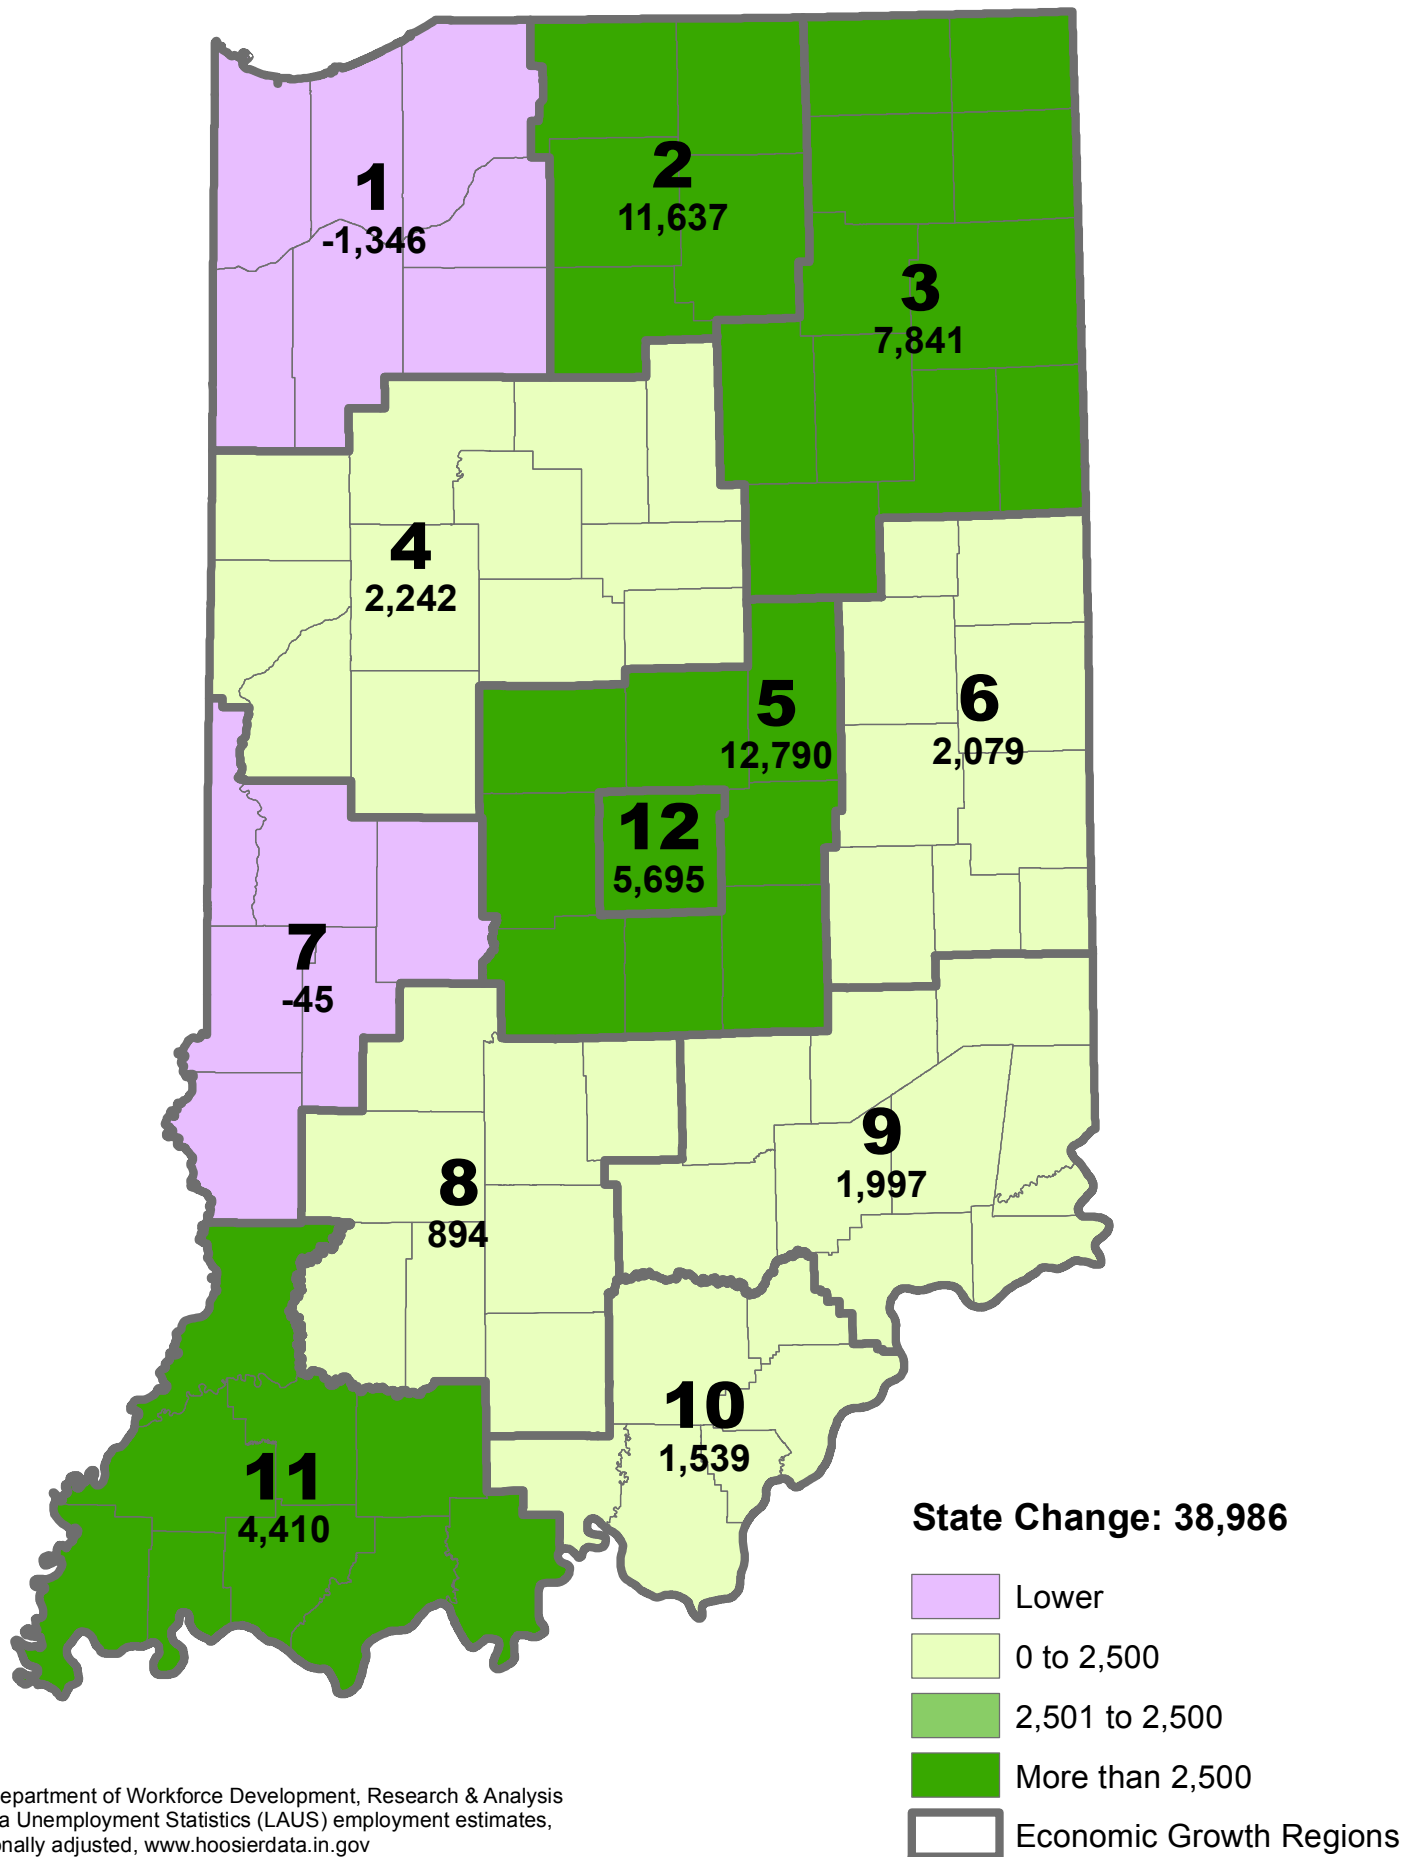 1
-1,346
2
11,637
3
7,841
4
2,242
5
12,790
6
2,079
12
5,695
7
-45
8
894
9
1,997
10
1,539
11
4,410
State Change: 38,986
Lower
0 to 2,500
2,501 to 2,500
More than 2,500
Economic Growth Regions
epartment of Workforce Development, Research & Analysis
a Unemployment Statistics (LAUS) employment estimates,
onally adjusted, www.hoosierdata.in.gov